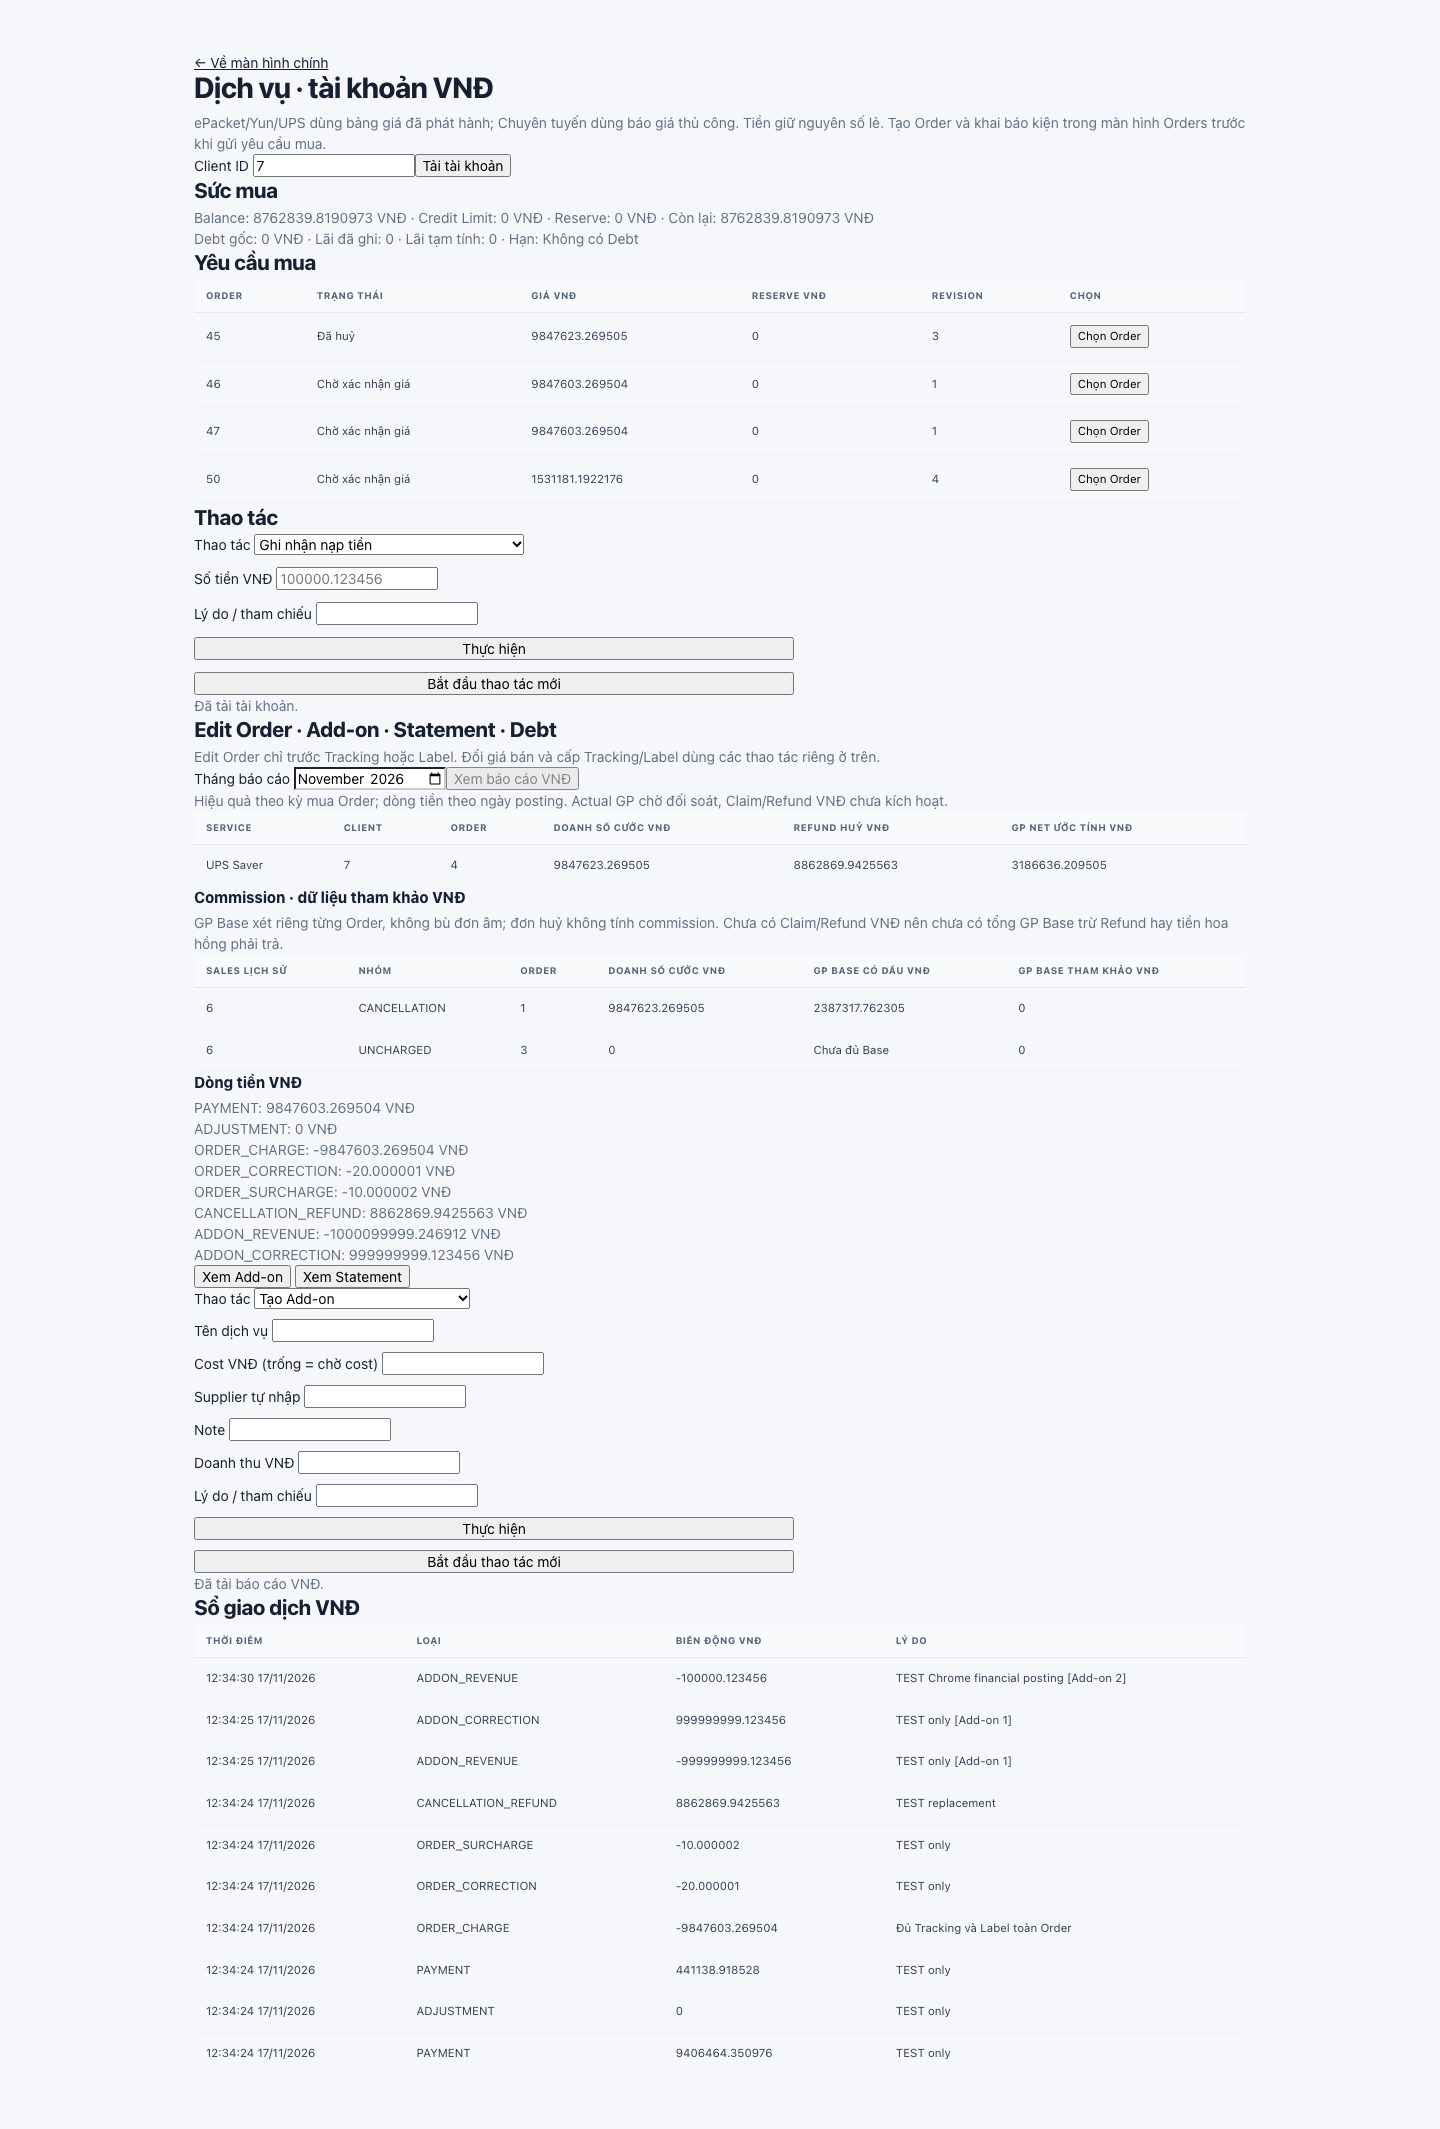 ← Về màn hình chính
Dịch vụ · tài khoản VNĐ
ePacket/Yun/UPS dùng bảng giá đã phát hành; Chuyên tuyến dùng báo giá thủ công. Tiền giữ nguyên số lẻ. Tạo Order và khai báo kiện trong màn hình Orders trước
khi gửi yêu cầu mua.
Client ID 7 Tải tài khoản
Sức mua
Balance: 8762839.8190973 VNĐ · Credit Limit: 0 VNĐ · Reserve: 0 VNĐ · Còn lại: 8762839.8190973 VNĐ
Debt gốc: 0 VNĐ · Lãi đã ghi: 0 · Lãi tạm tính: 0 · Hạn: Không có Debt
Yêu cầu mua
ORDER TRẠNG THÁI GIÁ VNĐ RESERVE VNĐ REVISION CHỌN
45 Đã huỷ 9847623.269505 0 3 Chọn Order
46 Chờ xác nhận giá 9847603.269504 0 1 Chọn Order
47 Chờ xác nhận giá 9847603.269504 0 1 Chọn Order
50 Chờ xác nhận giá 1531181.1922176 0 4 Chọn Order
Thao tác
Thao tác Ghi nhận nạp tiền
Số tiền VNĐ 100000.123456
Lý do / tham chiếu
Thực hiện
Bắt đầu thao tác mới
Đã tải tài khoản.
Edit Order · Add-on · Statement · Debt
Edit Order chỉ trước Tracking hoặc Label. Đổi giá bán và cấp Tracking/Label dùng các thao tác riêng ở trên.
Tháng báo cáo November 2026 Xem báo cáo VNĐ
Hiệu quả theo kỳ mua Order; dòng tiền theo ngày posting. Actual GP chờ đối soát, Claim/Refund VNĐ chưa kích hoạt.
SERVICE CLIENT ORDER DOANH SỐ CƯỚC VNĐ REFUND HUỶ VNĐ GP NET ƯỚC TÍNH VNĐ
UPS Saver 7 4 9847623.269505 8862869.9425563 3186636.209505
Commission · dữ liệu tham khảo VNĐ
GP Base xét riêng từng Order, không bù đơn âm; đơn huỷ không tính commission. Chưa có Claim/Refund VNĐ nên chưa có tổng GP Base trừ Refund hay tiền hoa
hồng phải trả.
SALES LỊCH SỬ NHÓM ORDER DOANH SỐ CƯỚC VNĐ GP BASE CÓ DẤU VNĐ GP BASE THAM KHẢO VNĐ
6 CANCELLATION 1 9847623.269505 2387317.762305 0
6 UNCHARGED 3 0 Chưa đủ Base 0
Dòng tiền VNĐ
PAYMENT: 9847603.269504 VNĐ
ADJUSTMENT: 0 VNĐ
ORDER_CHARGE: -9847603.269504 VNĐ
ORDER_CORRECTION: -20.000001 VNĐ
ORDER_SURCHARGE: -10.000002 VNĐ
CANCELLATION_REFUND: 8862869.9425563 VNĐ
ADDON_REVENUE: -1000099999.246912 VNĐ
ADDON_CORRECTION: 999999999.123456 VNĐ
Xem Add-on Xem Statement
Thao tác Tạo Add-on
Tên dịch vụ
Cost VNĐ (trống = chờ cost)
Supplier tự nhập
Note
Doanh thu VNĐ
Lý do / tham chiếu
Thực hiện
Bắt đầu thao tác mới
Đã tải báo cáo VNĐ.
Sổ giao dịch VNĐ
THỜI ĐIỂM LOẠI BIẾN ĐỘNG VNĐ LÝ DO
12:34:30 17/11/2026 ADDON_REVENUE -100000.123456 TEST Chrome financial posting [Add-on 2]
12:34:25 17/11/2026 ADDON_CORRECTION 999999999.123456 TEST only [Add-on 1]
12:34:25 17/11/2026 ADDON_REVENUE -999999999.123456 TEST only [Add-on 1]
12:34:24 17/11/2026 CANCELLATION_REFUND 8862869.9425563 TEST replacement
12:34:24 17/11/2026 ORDER_SURCHARGE -10.000002 TEST only
12:34:24 17/11/2026 ORDER_CORRECTION -20.000001 TEST only
12:34:24 17/11/2026 ORDER_CHARGE -9847603.269504 Đủ Tracking và Label toàn Order
12:34:24 17/11/2026 PAYMENT 441138.918528 TEST only
12:34:24 17/11/2026 ADJUSTMENT 0 TEST only
12:34:24 17/11/2026 PAYMENT 9406464.350976 TEST only